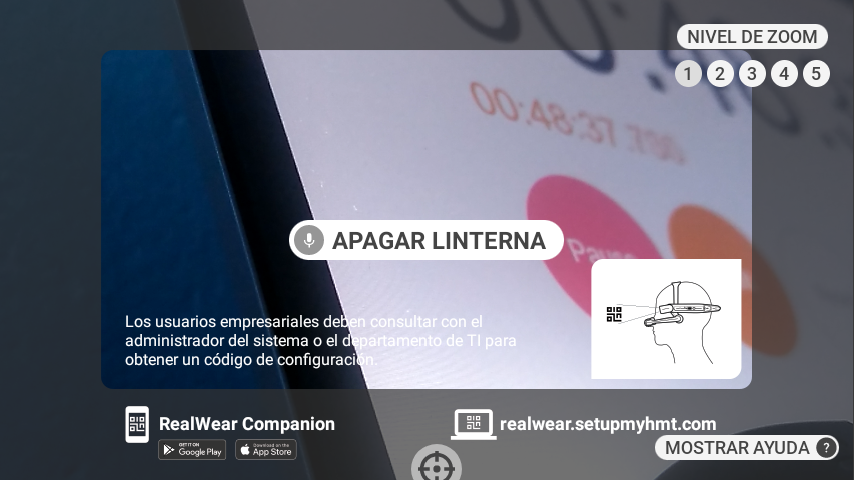 NIVEL DE ZOOM
1 2 3 4 5
00:48:37
APAGAR LINTERNA
Los usuarios empresariales deben consultar con el
administrador del sistema o el departamento de TI para
obtener un código de configuración.
RealWear Companion
GET IT ON
Google Play
Download on the
App Store
realwear.setupmyhmt.com
MOSTRAR AYUDA ?